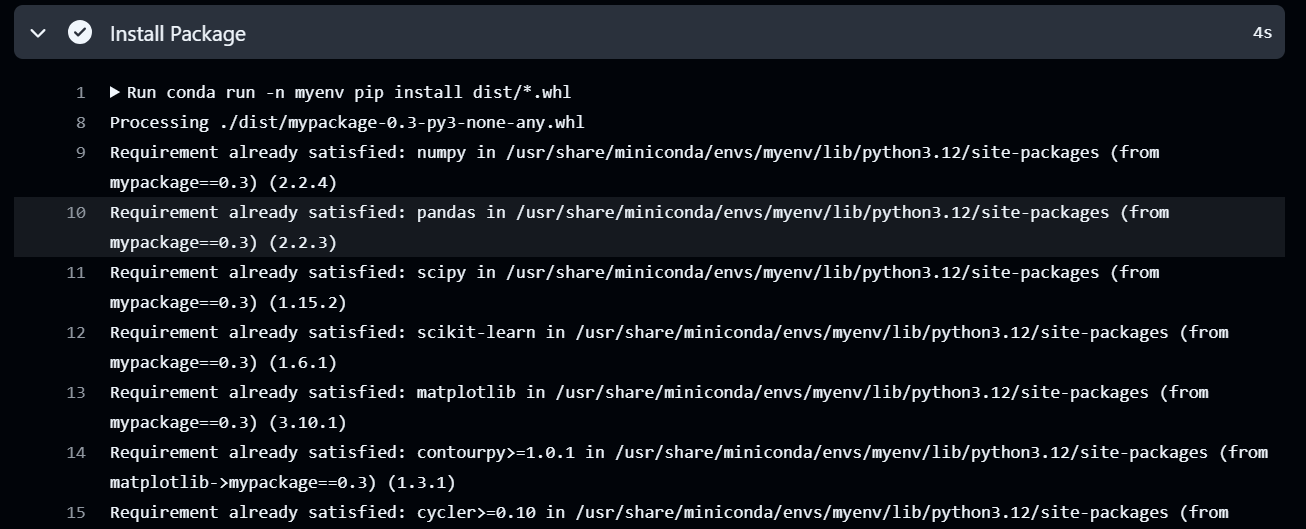 Install Package
4s
1 Run conda run -n myenv pip install dist/*.whl
8 Processing ./dist/mypackage-0.3-py3-none-any.whl
9 Requirement already satisfied: numpy in /usr/share/miniconda/envs/myenv/lib/python3.12/site-packages (from
mypackage==0.3) (2.2.4)
10 Requirement already satisfied: pandas in /usr/share/miniconda/envs/myenv/lib/python3.12/site-packages (from
mypackage==0.3) (2.2.3)
11 Requirement already satisfied: scipy in /usr/share/miniconda/envs/myenv/lib/python3.12/site-packages (from
mypackage==0.3) (1.15.2)
12 Requirement already satisfied: scikit-learn in /usr/share/miniconda/envs/myenv/lib/python3.12/site-packages (from
mypackage==0.3) (1.6.1)
13 Requirement already satisfied: matplotlib in /usr/share/miniconda/envs/myenv/lib/python3.12/site-packages (from
mypackage==0.3) (3.10.1)
14 Requirement already satisfied: contourpy>=1.0.1 in /usr/share/miniconda/envs/myenv/lib/python3.12/site-packages (from
matplotlib->mypackage==0.3) (1.3.1)
15 Requirement already satisfied: cycler>=0.10 in /usr/share/miniconda/envs/myenv/lib/python3.12/site-packages (from